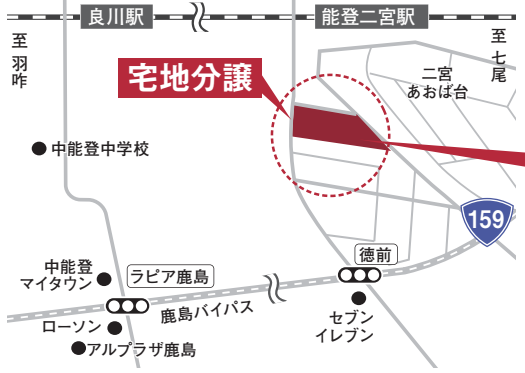 良川駅
能登二宮駅
至
羽咋
至
七尾
宅地分譲
二宮
あおば台
中能登中学校
159
徳前
中能登
マイタウン
ラピア鹿島
鹿島バイパス
ローソン
セブン
イレブン
アルプラザ鹿島